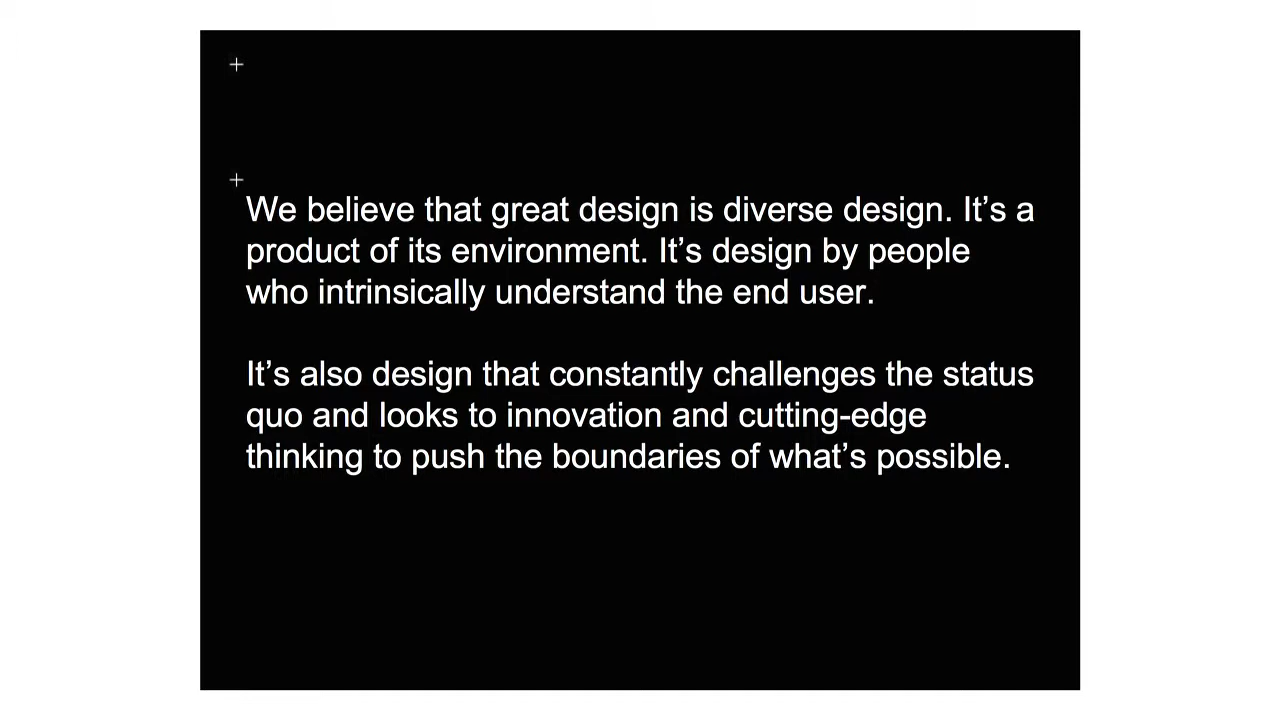 We believe that great design is diverse design. It’s a
product of its environment. It’s design by people
who intrinsically understand the end user.
It’s also design that constantly challenges the status
quo and looks to innovation and cutting-edge
thinking to push the boundaries of what’s possible.